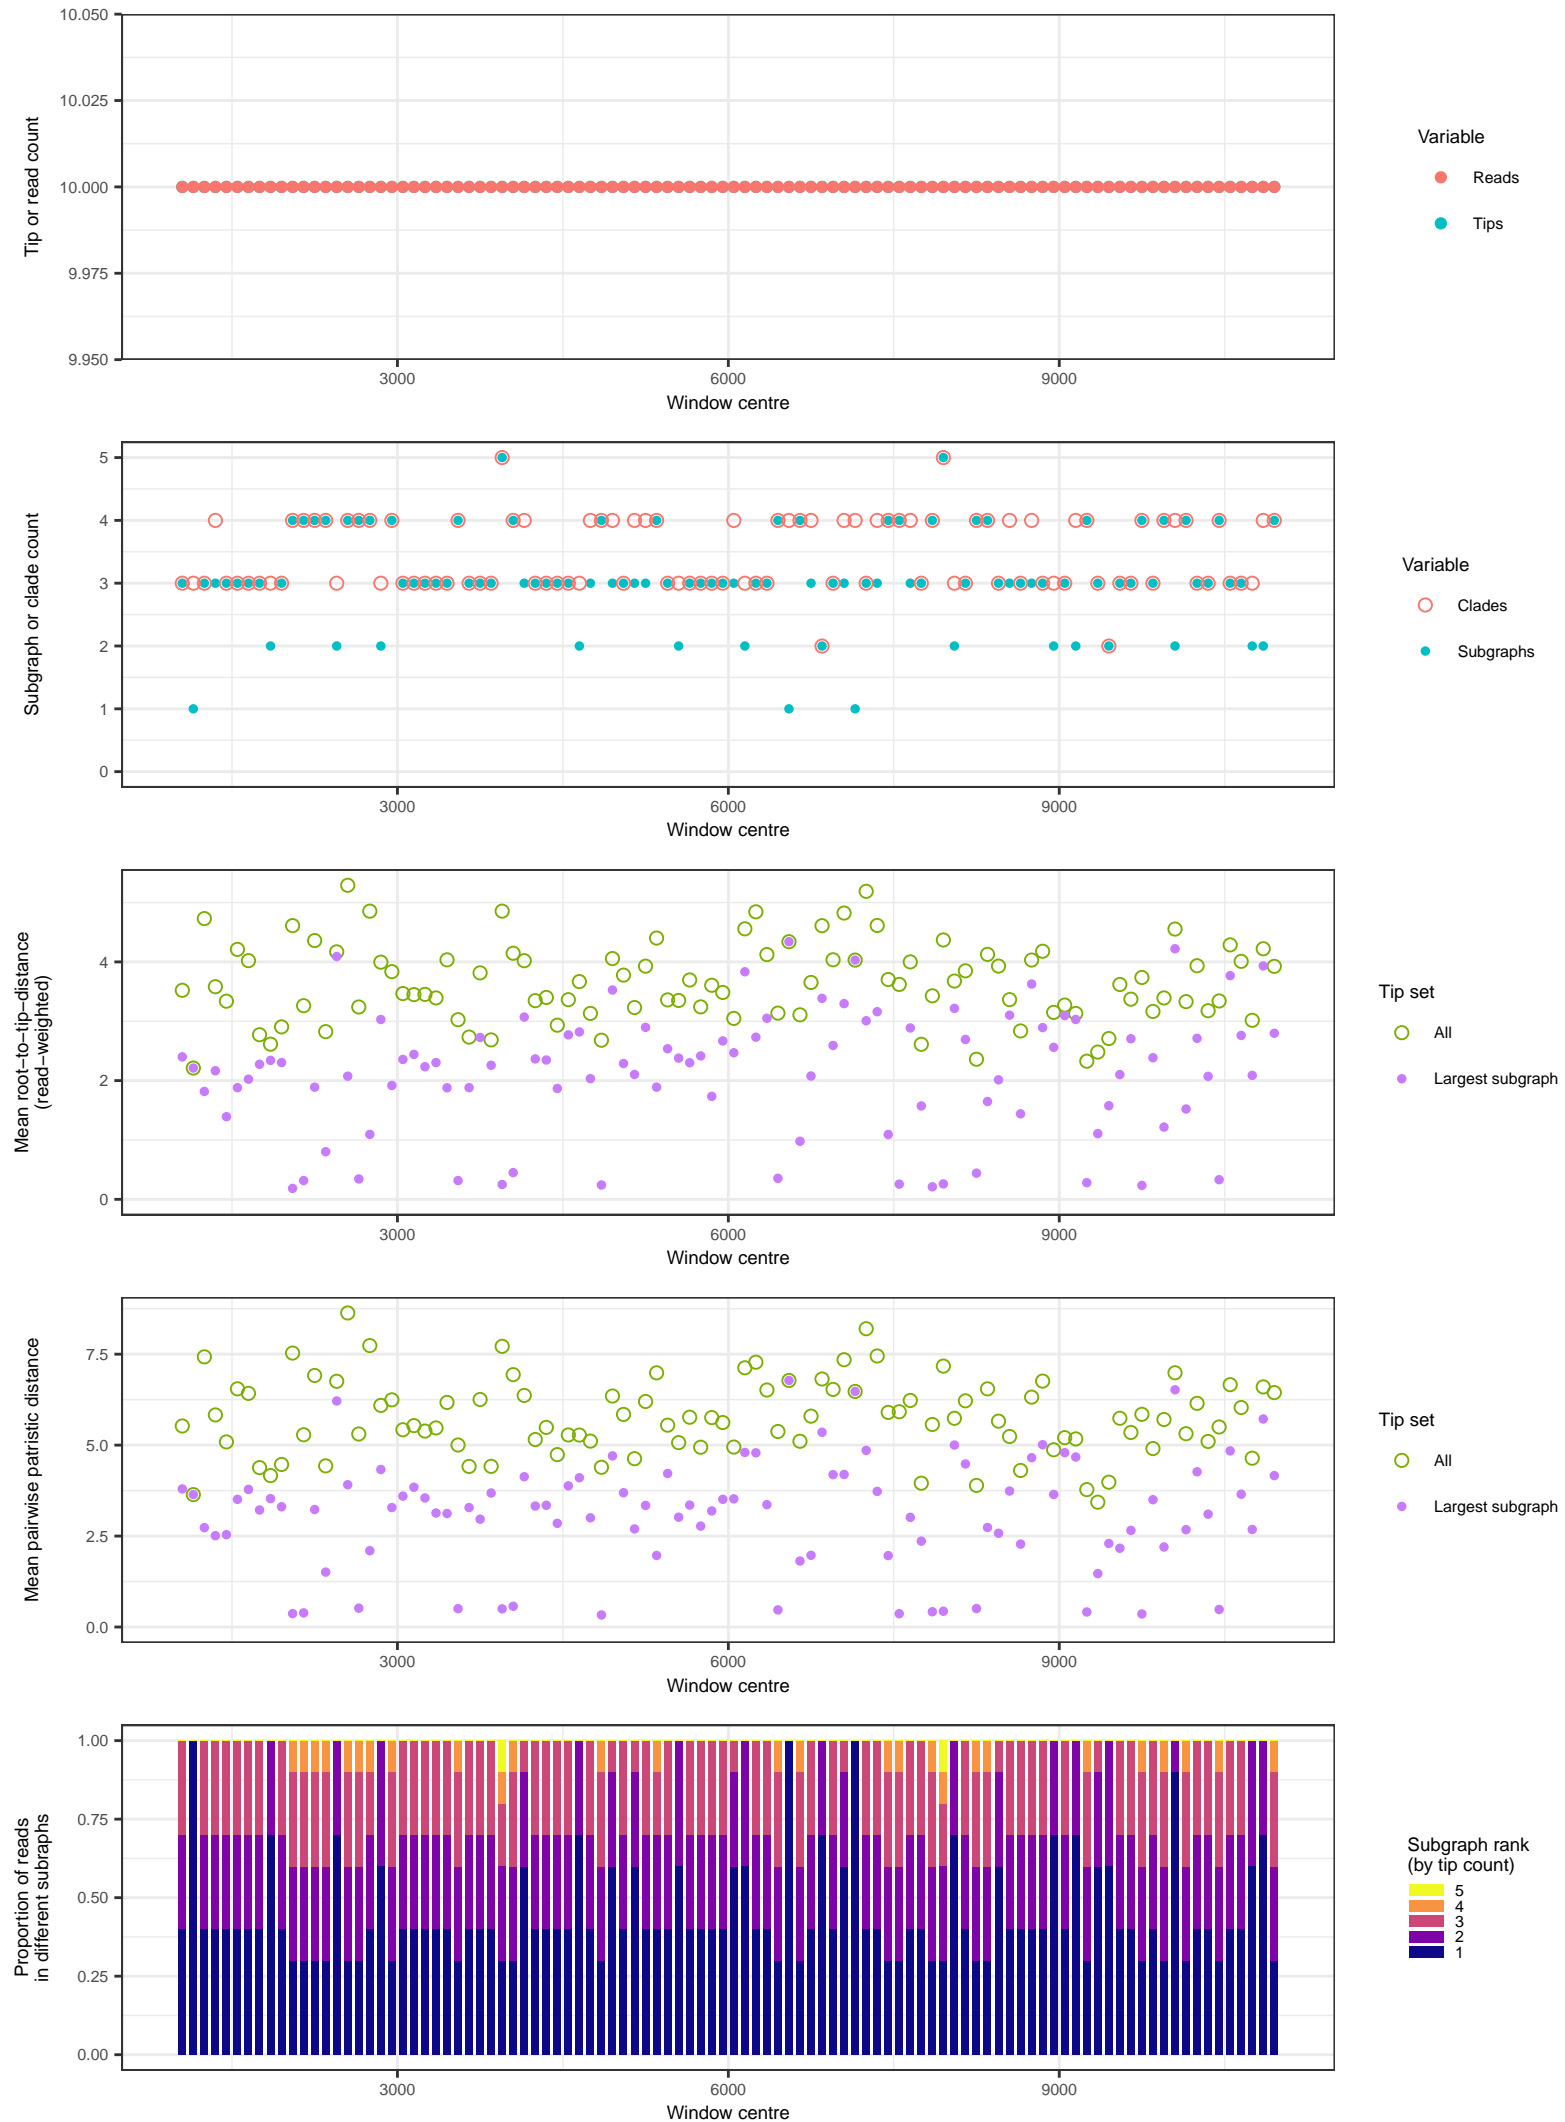 10.050
10.025
10.000
9.975
9.950
Tip or read count
3000
6000
9000
Window centre
Variable
Reads
Tips
5
4
3
2
1
0
Subgraph or clade count
3000
6000
9000
Window centre
Variable
Clades
Subgraphs
4
2
0
Mean root−to−tip−distance
(read−weighted)
3000
6000
9000
Window centre
Tip set
All
Largest subgraph
7.5
5.0
2.5
0.0
Mean pairwise patristic distance
3000
6000
9000
Window centre
Tip set
All
Largest subgraph
1.00
0.75
0.50
0.25
0.00
Proportion of reads
in different subraphs
3000
6000
9000
Window centre
Subgraph rank
(by tip count)
5
4
3
2
1